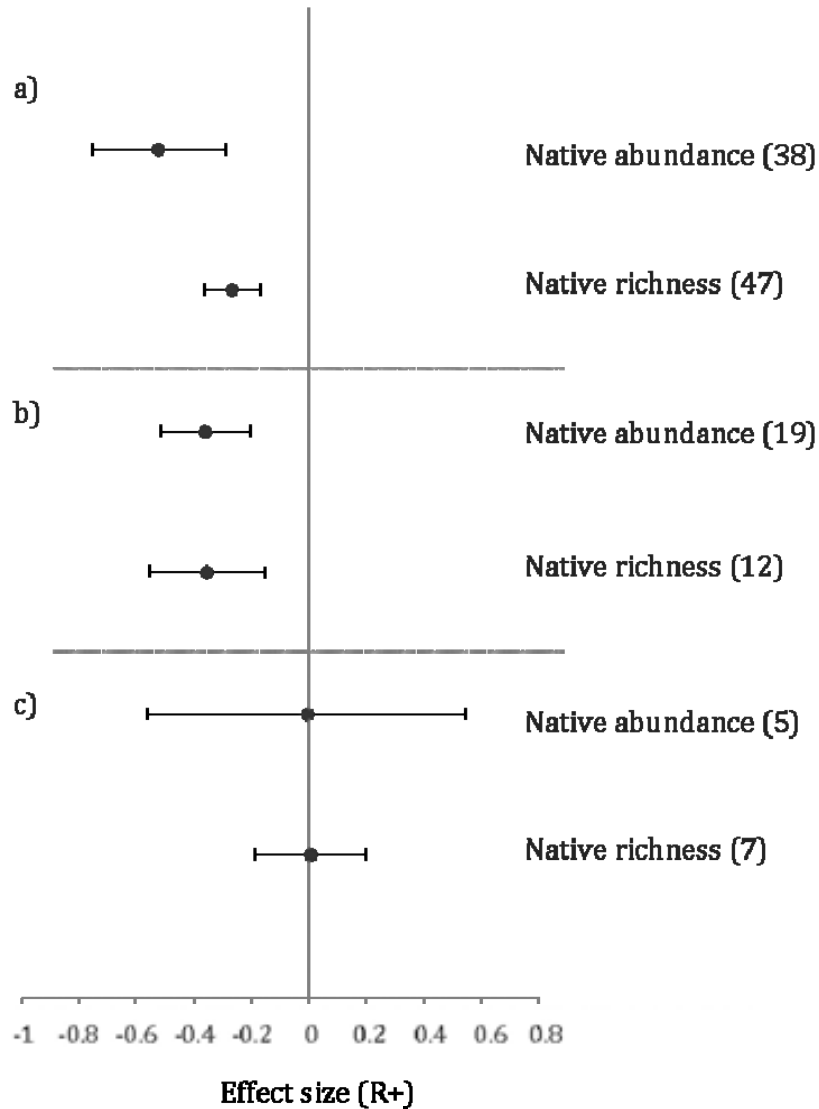 a)
Native abundance (38)
Native richness (47)
b)
Native abundance (19)
Native richness (12)
c)
Native abundance (5)
Native richness (7)
-1 -0.8 -0.6 -0.4 -0.2 0 0.2 0.4 0.6 0.8
Effect size (R+)